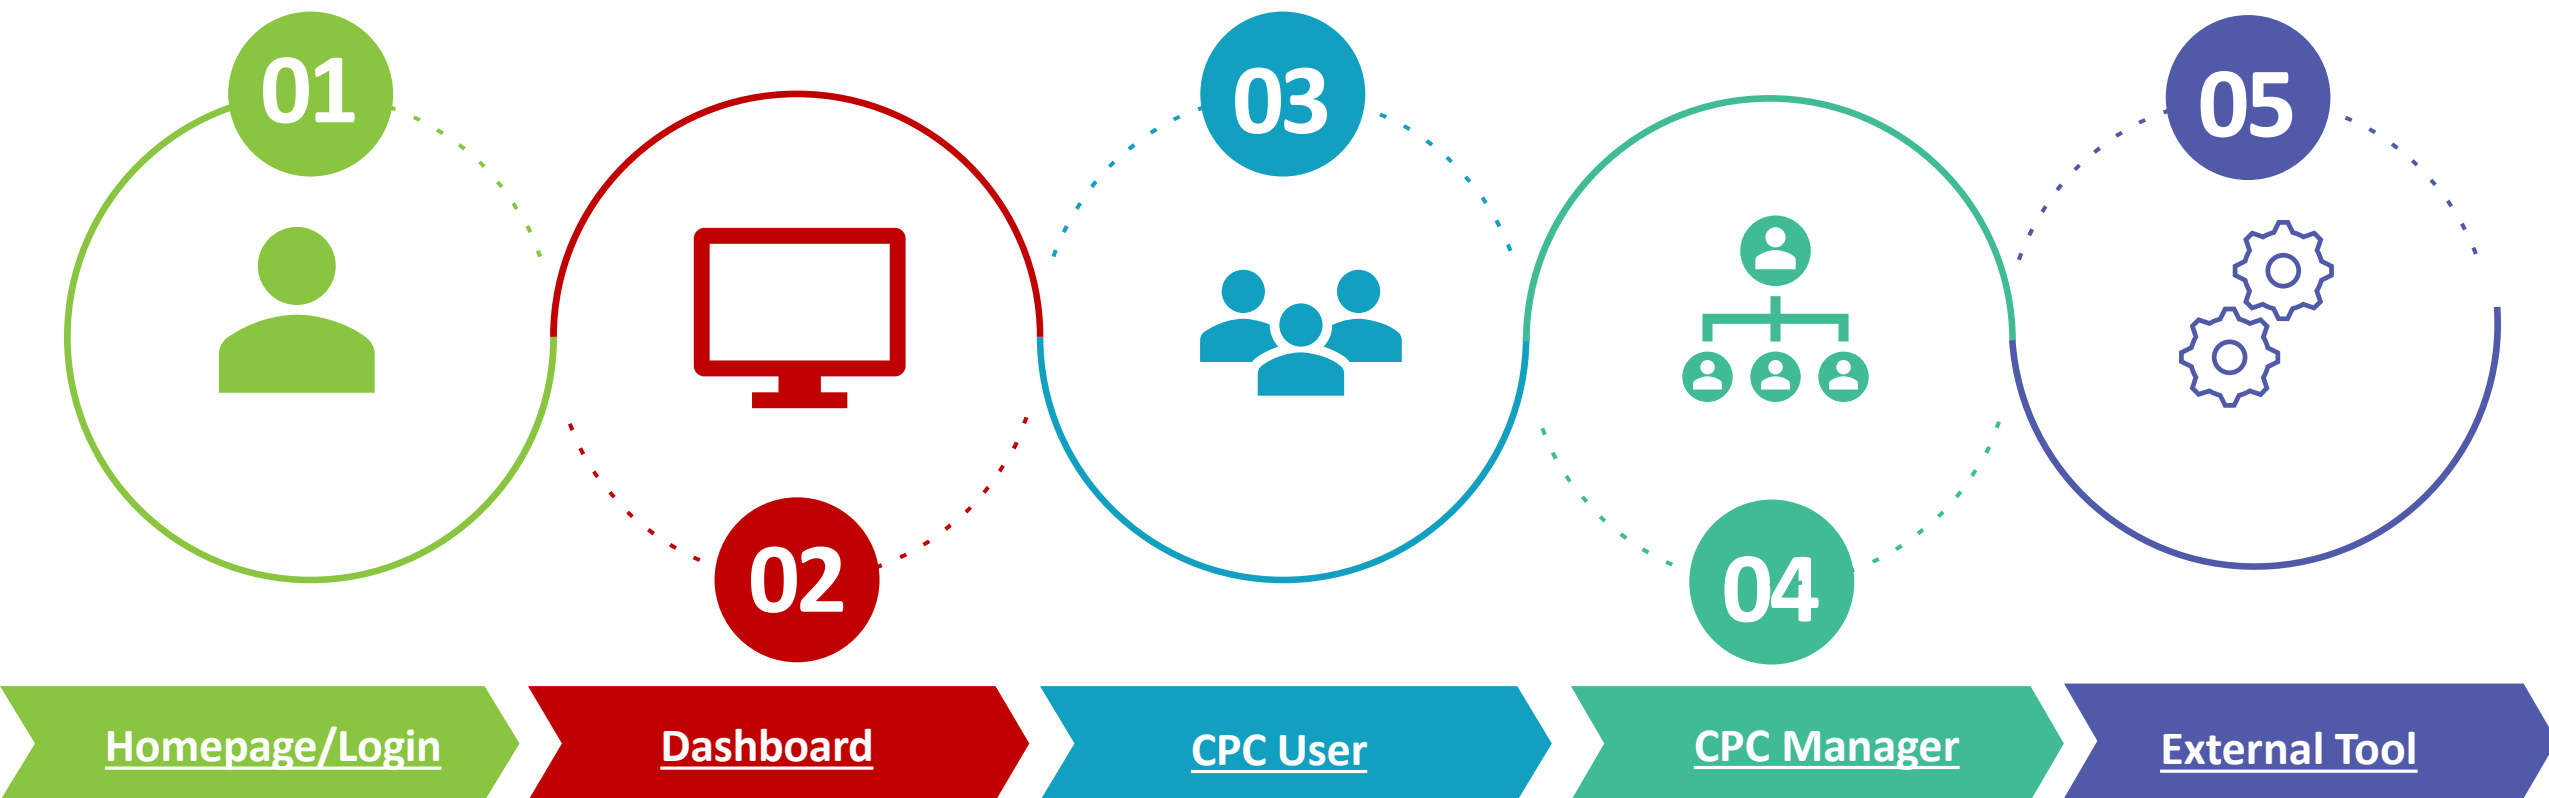 01
02
03
04
05
Homepage/Login
Dashboard
CPC User
CPC Manager
External Tool